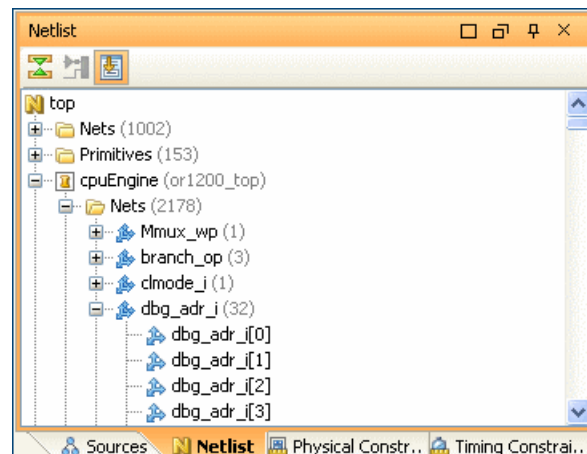 Netlist
top
Nets (1002)
Primitives (153)
cpuEngine (or1200_top)
Nets (2178)
Mmux_wp (1)
branch_op (3)
clmode_i (1)
dbg_adr_i (32)
dbg_adr_i[0]
dbg_adr_i[1]
dbg_adr_i[2]
dbg_adr_i[3]
Sources Netlist Physical Constr.. Timing Constrai..